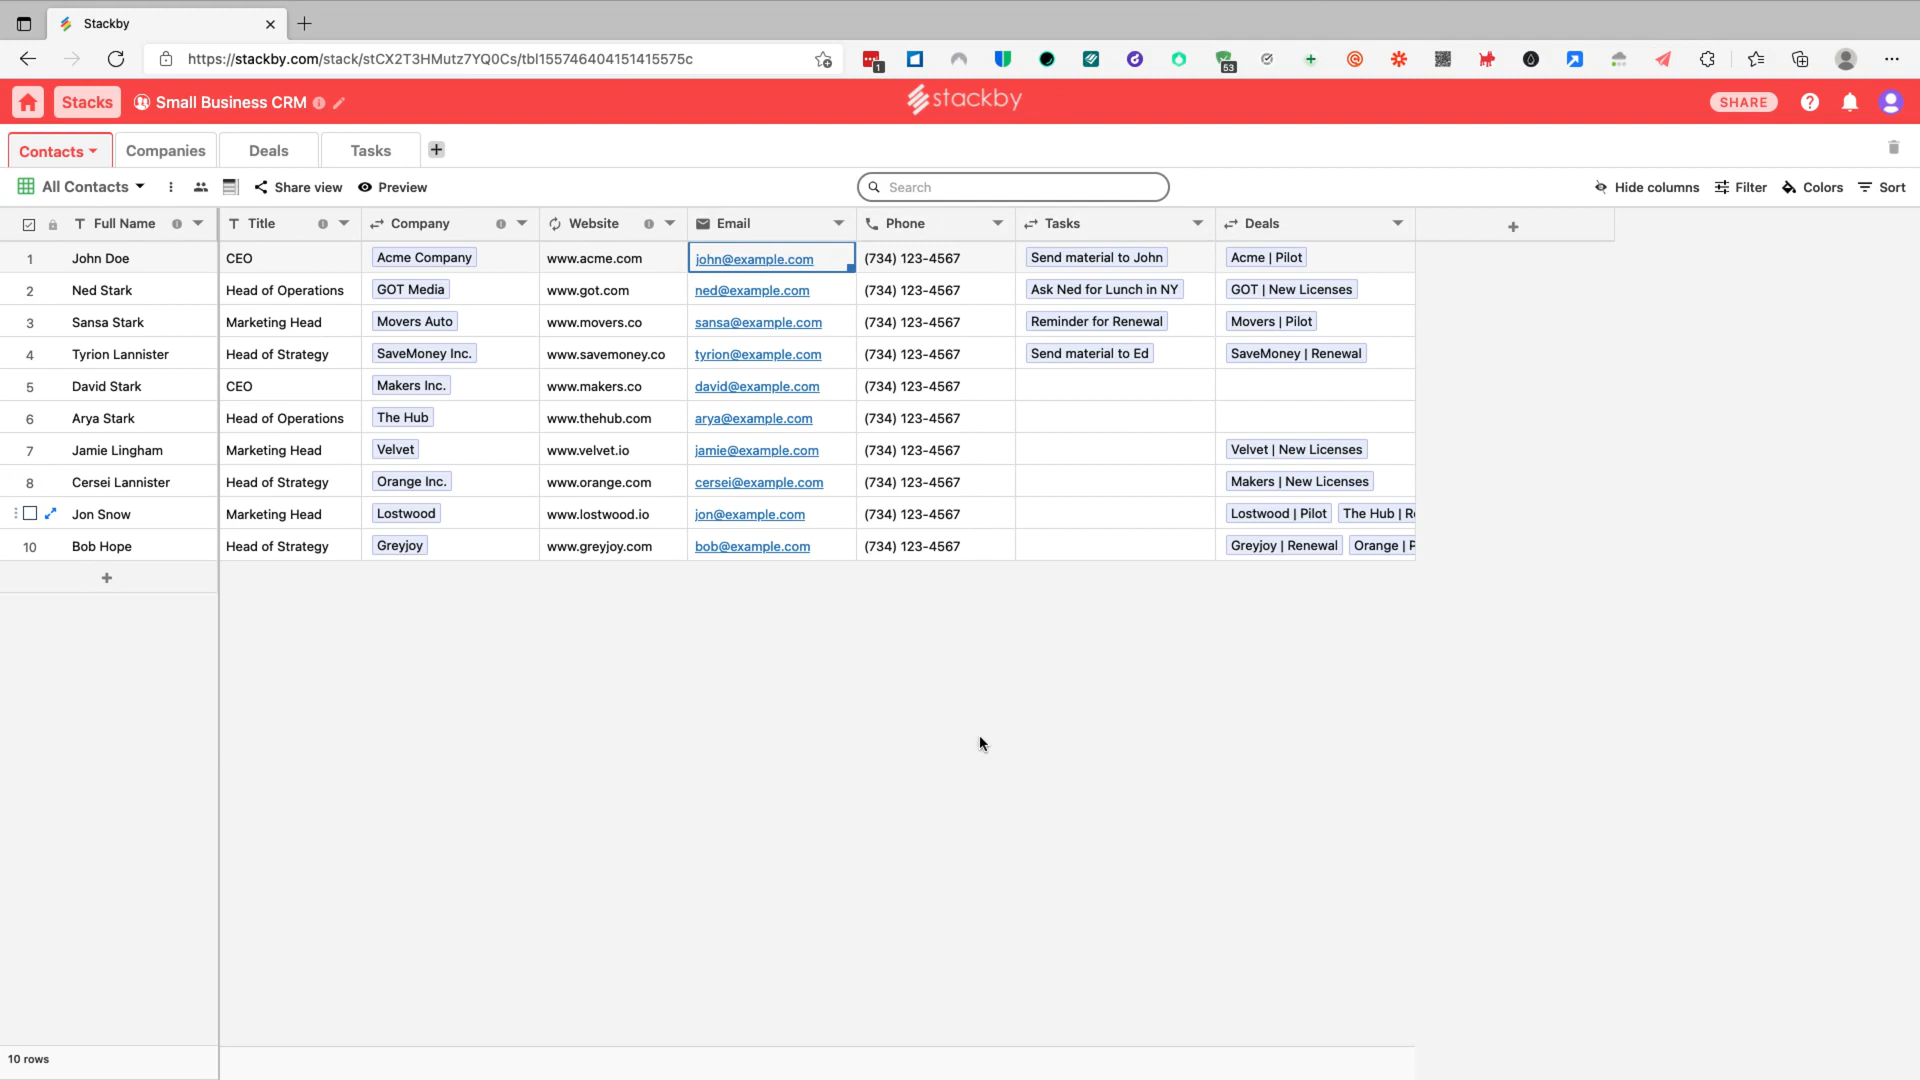 Stackby
https://stackby.com/stack/stCX2T3HMutz7YQ0Cs/tbl155746404151415575c
1
53
Stacks
Small Business CRM
stackby
SHARE
Contacts
Companies
Deals
Tasks
All Contacts
Share view
Preview
Search
Hide columns
Filter
Colors
Sort
Full Name Title Company Website Email Phone Tasks Deals
1 John Doe CEO Acme Company www.acme.com john@example.com (734) 123-4567 Send material to John Acme | Pilot
2 Ned Stark Head of Operations GOT Media www.got.com ned@example.com (734) 123-4567 Ask Ned for Lunch in NY GOT | New Licenses
3 Sansa Stark Marketing Head Movers Auto www.movers.co sansa@example.com (734) 123-4567 Reminder for Renewal Movers | Pilot
4 Tyrion Lannister Head of Strategy SaveMoney Inc. www.savemoney.co tyrion@example.com (734) 123-4567 Send material to Ed SaveMoney | Renewal
5 David Stark CEO Makers Inc. www.makers.co david@example.com (734) 123-4567
6 Arya Stark Head of Operations The Hub www.thehub.com arya@example.com (734) 123-4567
7 Jamie Lingham Marketing Head Velvet www.velvet.io jamie@example.com (734) 123-4567 Velvet | New Licenses
8 Cersei Lannister Head of Strategy Orange Inc. www.orange.com cersei@example.com (734) 123-4567 Makers | New Licenses
Jon Snow Marketing Head Lostwood www.lostwood.io jon@example.com (734) 123-4567 Lostwood | Pilot The Hub | Re
10 Bob Hope Head of Strategy Greyjoy www.greyjoy.com bob@example.com (734) 123-4567 Greyjoy | Renewal Orange | P
10 rows